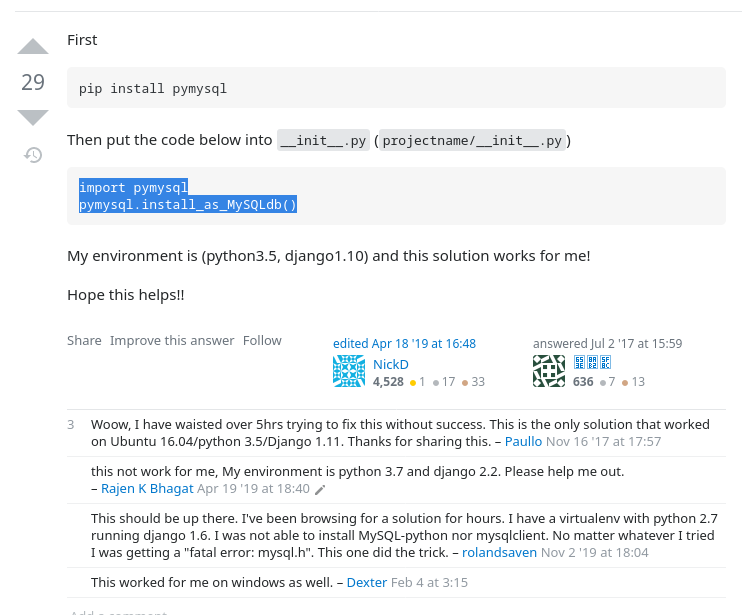 First
29
pip install pymysql
Then put the code below into __init__.py (projectname/__init__.py)
import pymysql
pymysql.install_as_MySQLdb()
My environment is (python3.5, django1.10) and this solution works for me!
Hope this helps!!
Share Improve this answer Follow
edited Apr 18 '19 at 16:48
NickD
4,528 1 17 33
answered Jul 2 '17 at 15:59
636 7 13
3 Woow, I have waisted over 5hrs trying to fix this without success. This is the only solution that worked
on Ubuntu 16.04/python 3.5/Django 1.11. Thanks for sharing this. – Paullo Nov 16 '17 at 17:57
this not work for me, My environment is python 3.7 and django 2.2. Please help me out.
– Rajen K Bhagat Apr 19 '19 at 18:40
This should be up there. I've been browsing for a solution for hours. I have a virtualenv with python 2.7
running django 1.6. I was not able to install MySQL-python nor mysqlclient. No matter whatever I tried
I was getting a "fatal error: mysql.h". This one did the trick. – rolandsaven Nov 2 '19 at 18:04
This worked for me on windows as well. – Dexter Feb 4 at 3:15
Add a comment